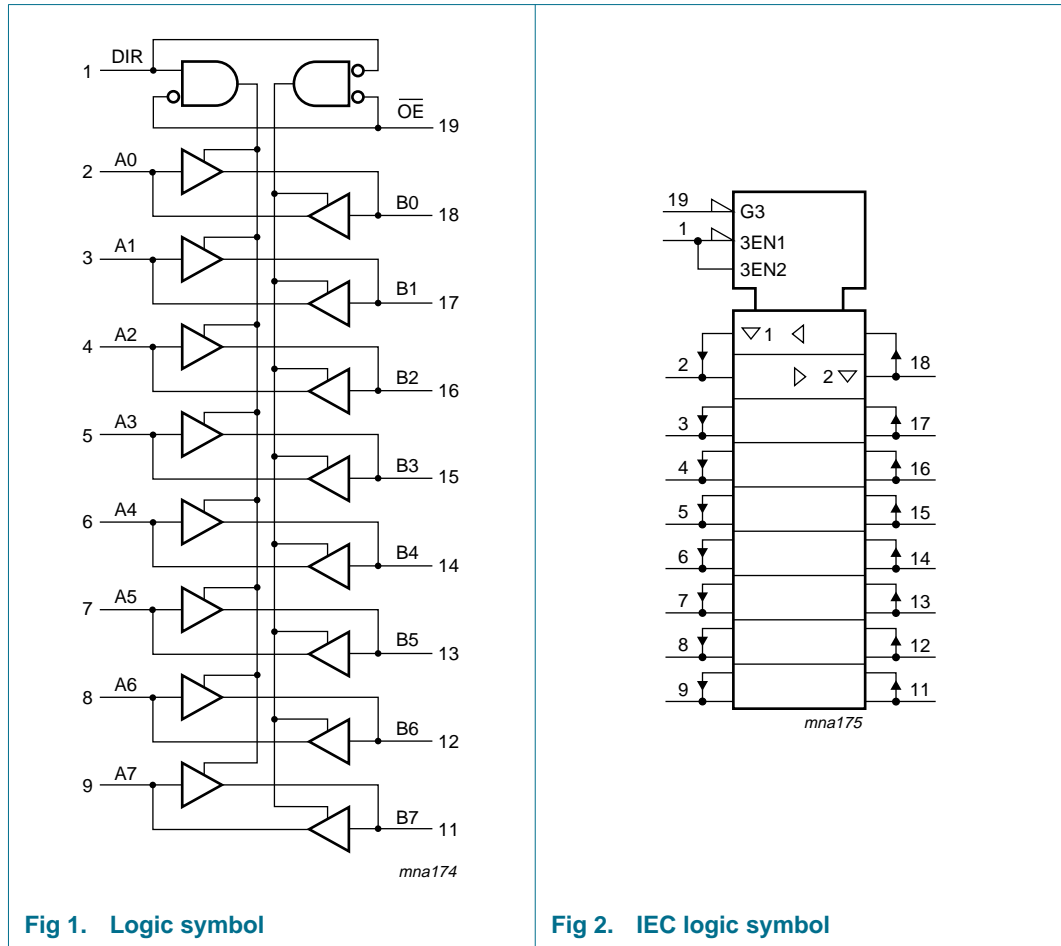 DIR
1
OE
19
A0
2
B0
18
A1
3
B1
17
A2
4
B2
16
A3
5
B3
15
A4
6
B4
14
A5
7
B5
13
A6
8
B6
12
A7
9
B7
11
mna174
Fig 1. Logic symbol
19
G3
1
3EN1
3EN2
1
2
18
2
3
17
4
16
5
15
6
14
7
13
8
12
9
11
mna175
Fig 2. IEC logic symbol